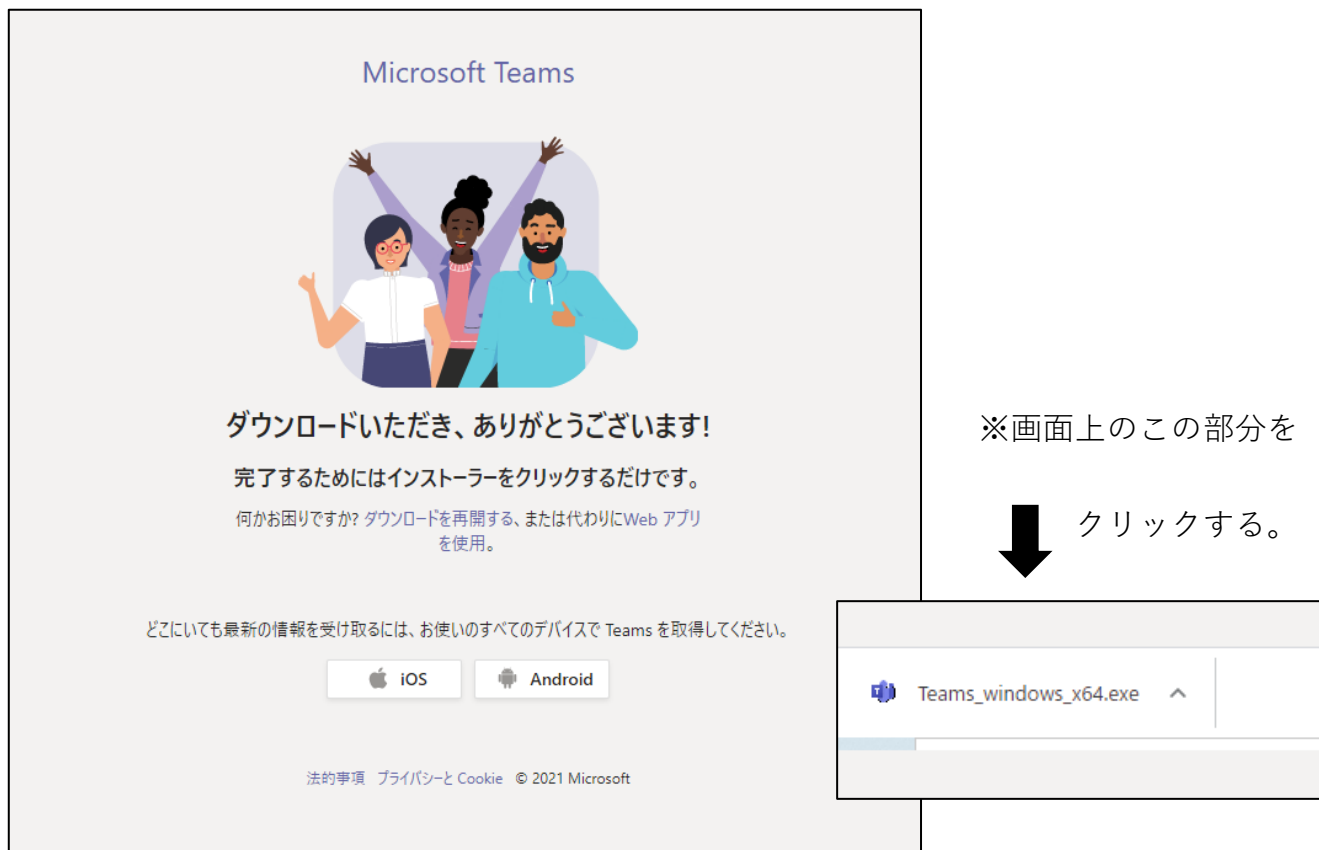 Microsoft Teams
ダウンロードいただき、ありがとうございます!
完了するためにはインストーラーをクリックするだけです。
何かお困りですか? ダウンロードを再開する、または代わりにWeb アプリ
を使用。
どこにいても最新の情報を受け取るには、お使いのすべてのデバイスで Teams を取得してください。
iOS
Android
法的事項 プライバシーと Cookie © 2021 Microsoft
※画面上のこの部分を
クリックする。
Teams_windows_x64.exe